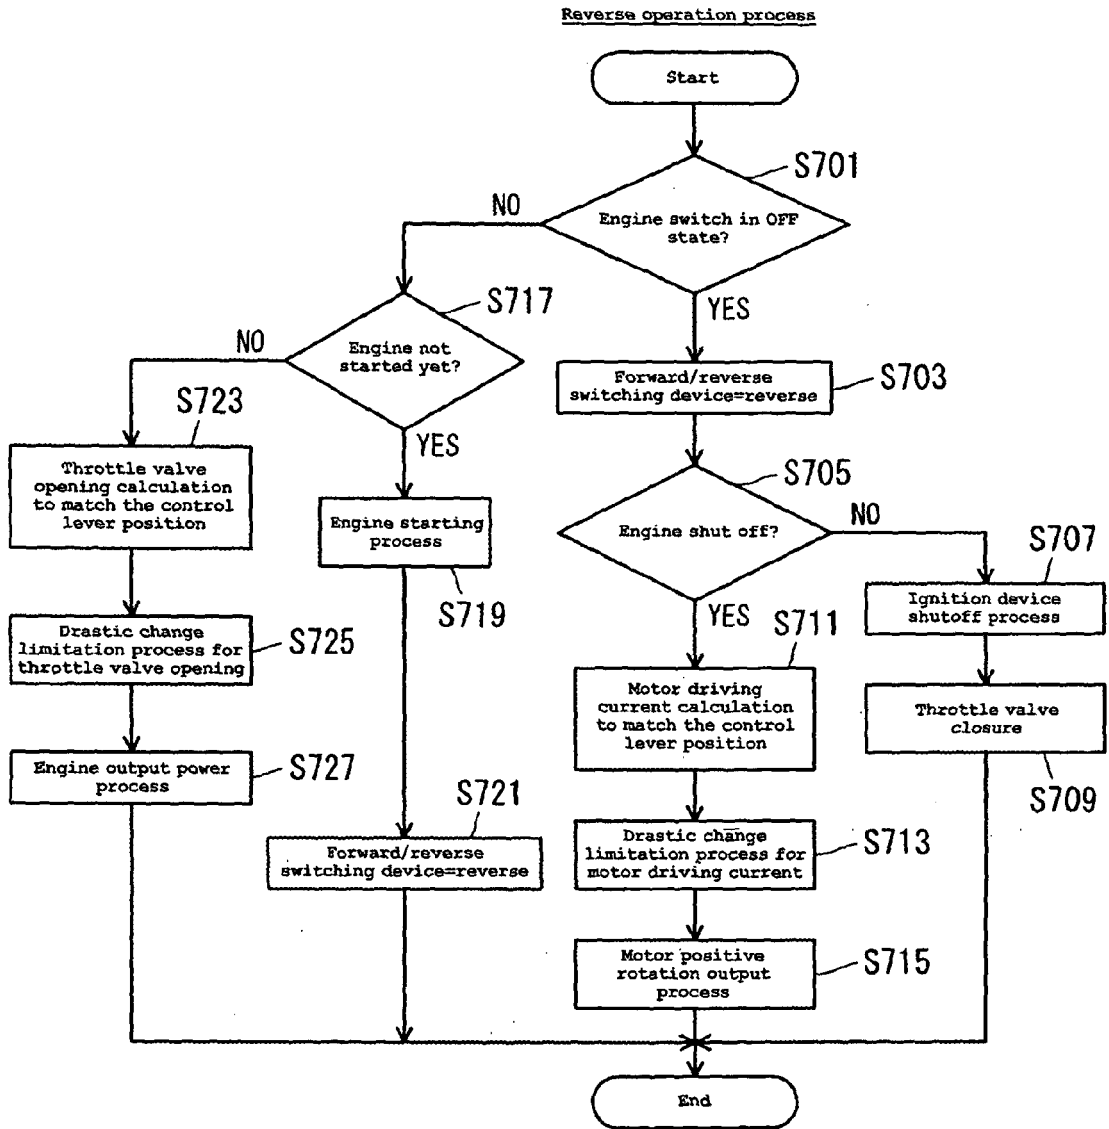 Reverse operation process
Start
S701
NO
Engine switch in OFF
state?
YES
S717
NO
Engine not
started yet?
YES
Forward/reverse
switching device=reverse
S703
S723
Throttle valve
opening calculation
to match the control
lever position
S705
Engine shut off?
NO
YES
Engine starting
process
S719
S707
Ignition device
shutoff process
S711
Motor driving
current calculation
to match the control
lever position
Drastic change
limitation process for
throttle valve opening
S725
Throttle valve
closure
S709
Engine output power
process
S727
S721
Forward/reverse
switching device=reverse
Drastic change
limitation process for
motor driving current
S713
Motor positive
rotation output
process
S715
End